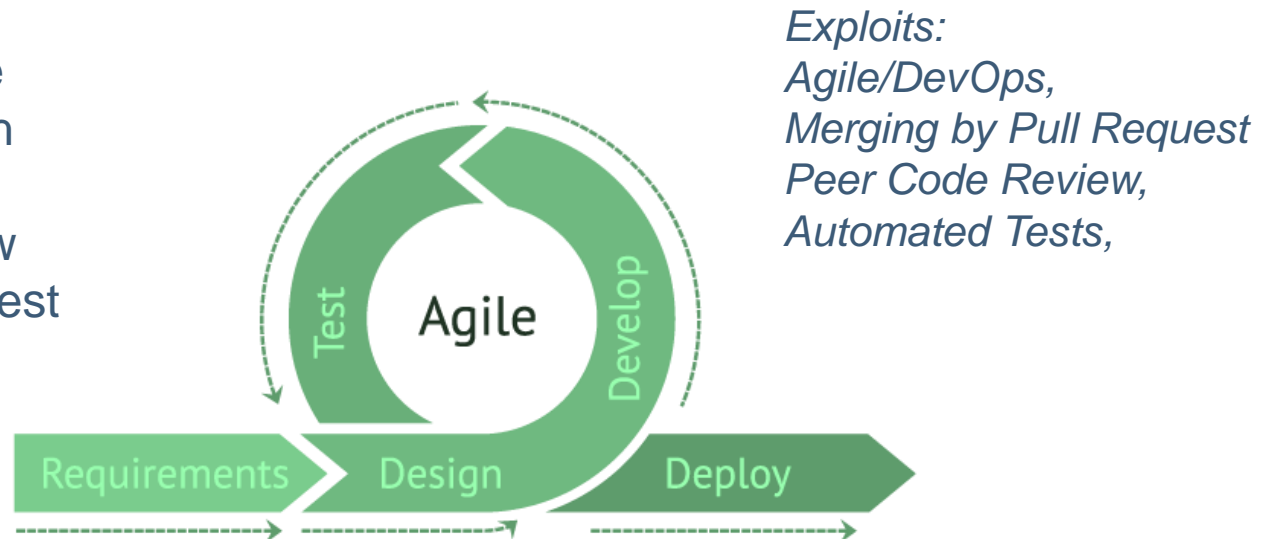 Exploits:
Agile/DevOps,
Merging by Pull Request
Peer Code Review,
Automated Tests,
Test
Agile
Develop
Requirements
Design
Deploy